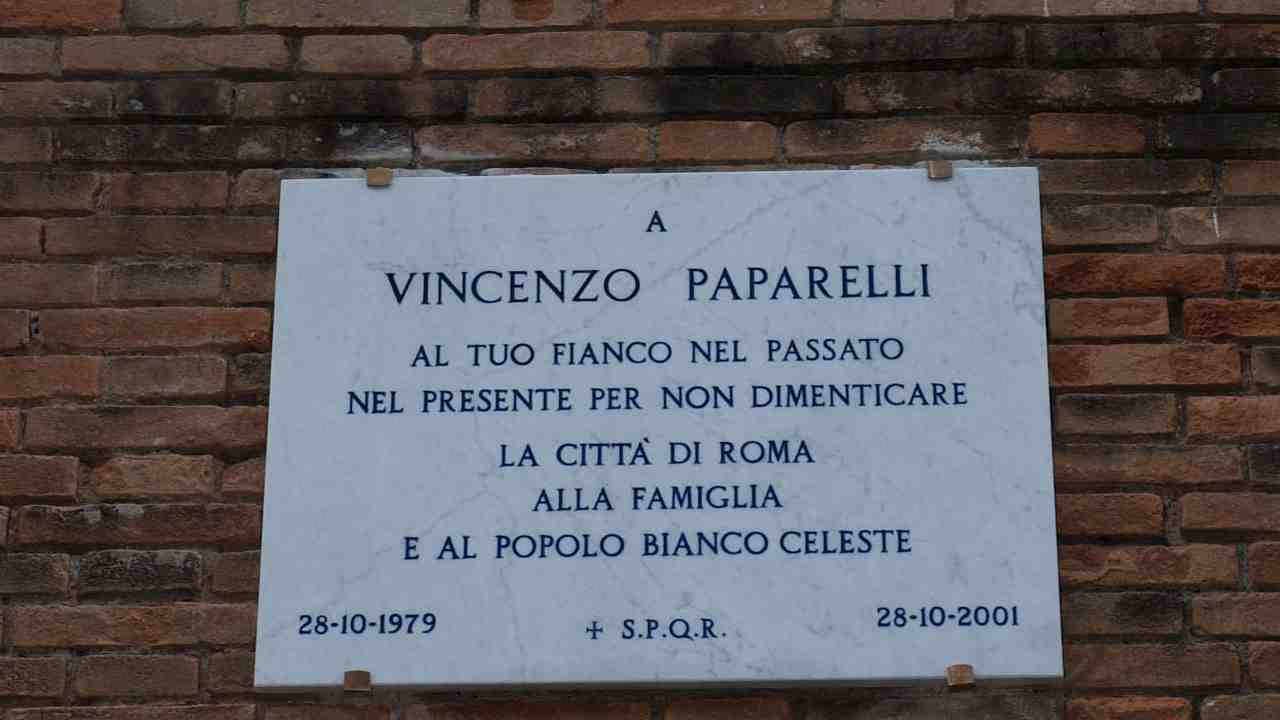 A
VINCENZO PAPARELLI
AL TUO FIANCO NEL PASSATO
NEL PRESENTE PER NON DIMENTICARE
LA CITTÀ DI ROMA
ALLA FAMIGLIA
E AL POPOLO BIANCO CELESTE
28-10-1979 + S.P.Q.R. 28-10-2001